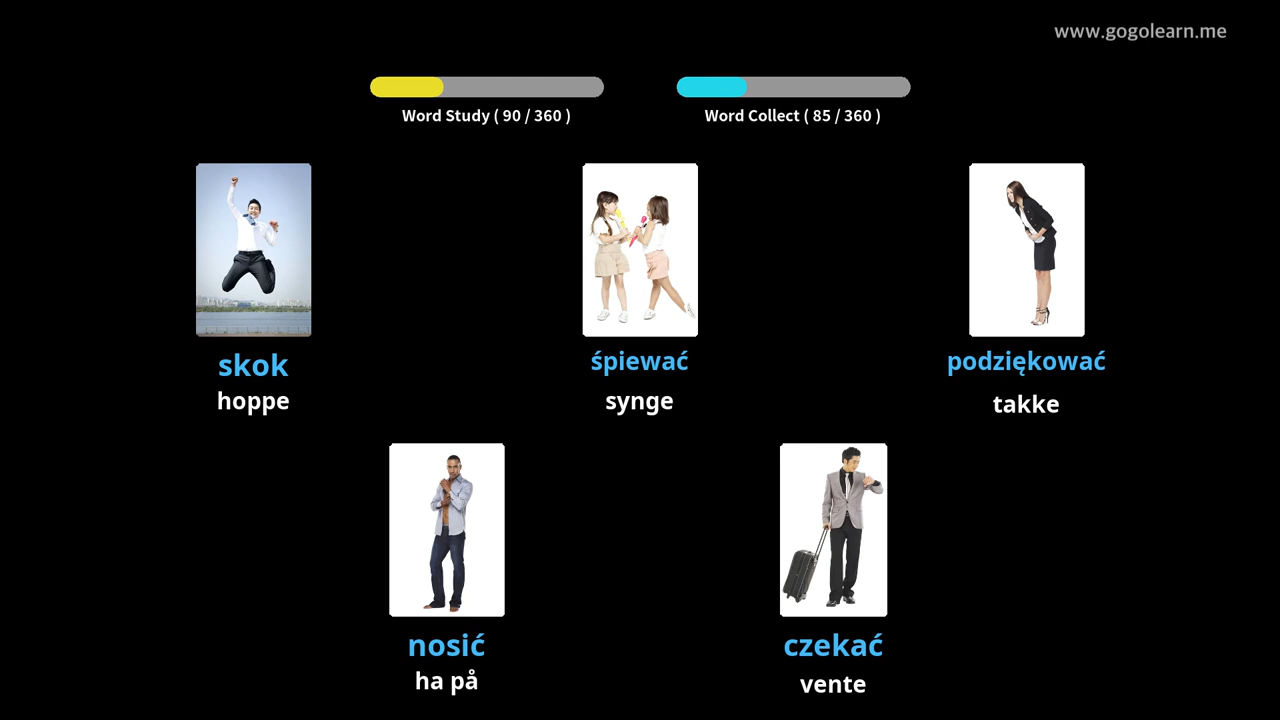 www.gogolearn.me
Word Study ( 90 / 360 )
Word Collect ( 85 / 360 )
skok
hoppe
śpiewać
synge
podziękować
takke
nosić
ha på
czekać
vente